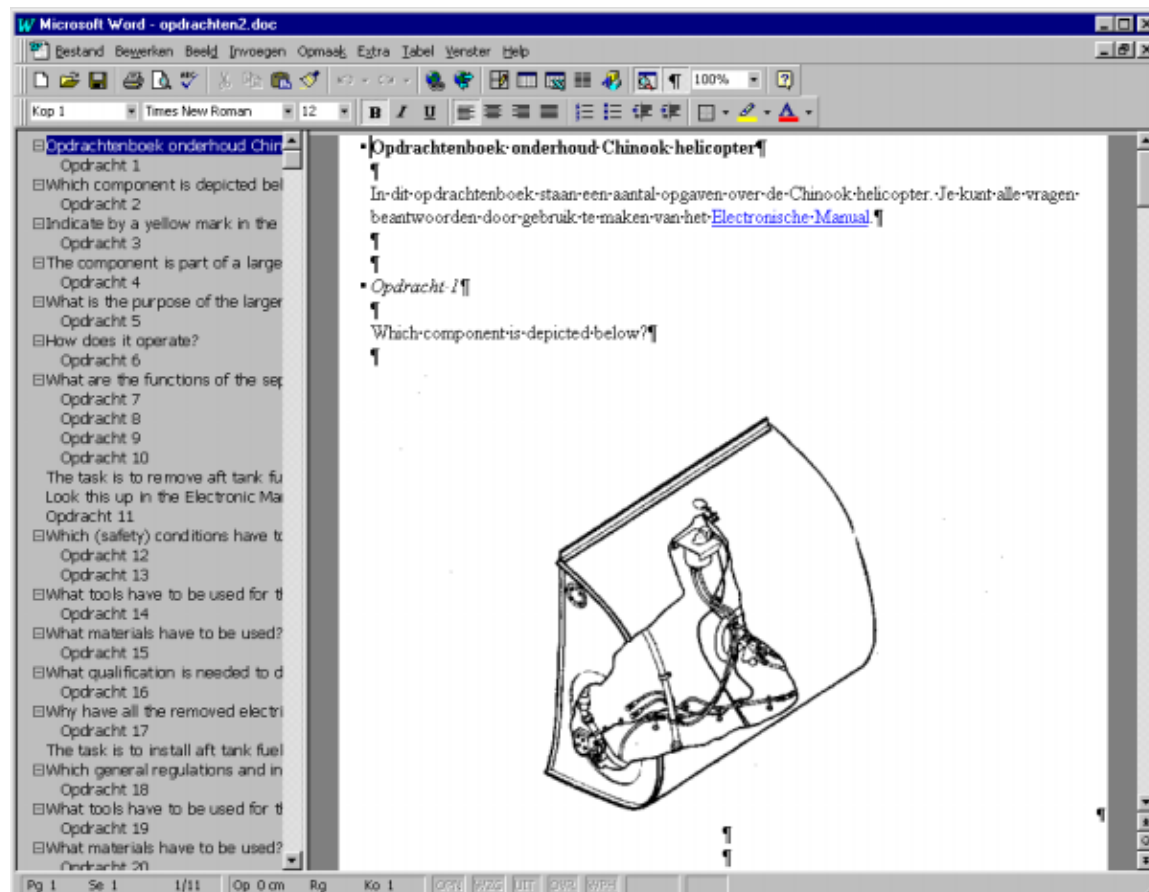 Microsoft Word - opdrachten2.doc
Bestand Bewerken Beeld Invoegen Opmaak Extra Tabel Venster Help
100%
Kop 1 Times New Roman 12 B I U
Opdrachtenboek onderhoud Chin
Opdracht 1
Which component is depicted bel
Opdracht 2
Indicate by a yellow mark in the
Opdracht 3
The component is part of a large
Opdracht 4
What is the purpose of the larger
Opdracht 5
How does it operate?
Opdracht 6
What are the functions of the sep
Opdracht 7
Opdracht 8
Opdracht 9
Opdracht 10
The task is to remove aft tank fu
Look this up in the Electronic Ma
Opdracht 11
Which (safety) conditions have to
Opdracht 12
Opdracht 13
What tools have to be used for th
Opdracht 14
What materials have to be used?
Opdracht 15
What qualification is needed to d
Opdracht 16
Why have all the removed electri
Opdracht 17
The task is to install aft tank fuel
Which general regulations and in
Opdracht 18
What tools have to be used for th
Opdracht 19
What materials have to be used?
Opdracht 20
Opdrachtenboek onderhoud Chinook helicopter¶
¶
In dit opdrachtenboek staan een aantal opgaven over de Chinook helicopter. Je kunt alle vragen
beantwoorden door gebruik te maken van het Electronische Manual.¶
¶
¶
Opdracht 1¶
¶
Which component is depicted below?¶
¶
¶
¶
¶
Pg 1 Se 1 1/11 Op 0 cm Rg Ko 1 OPN WZG UIT OVR WPH